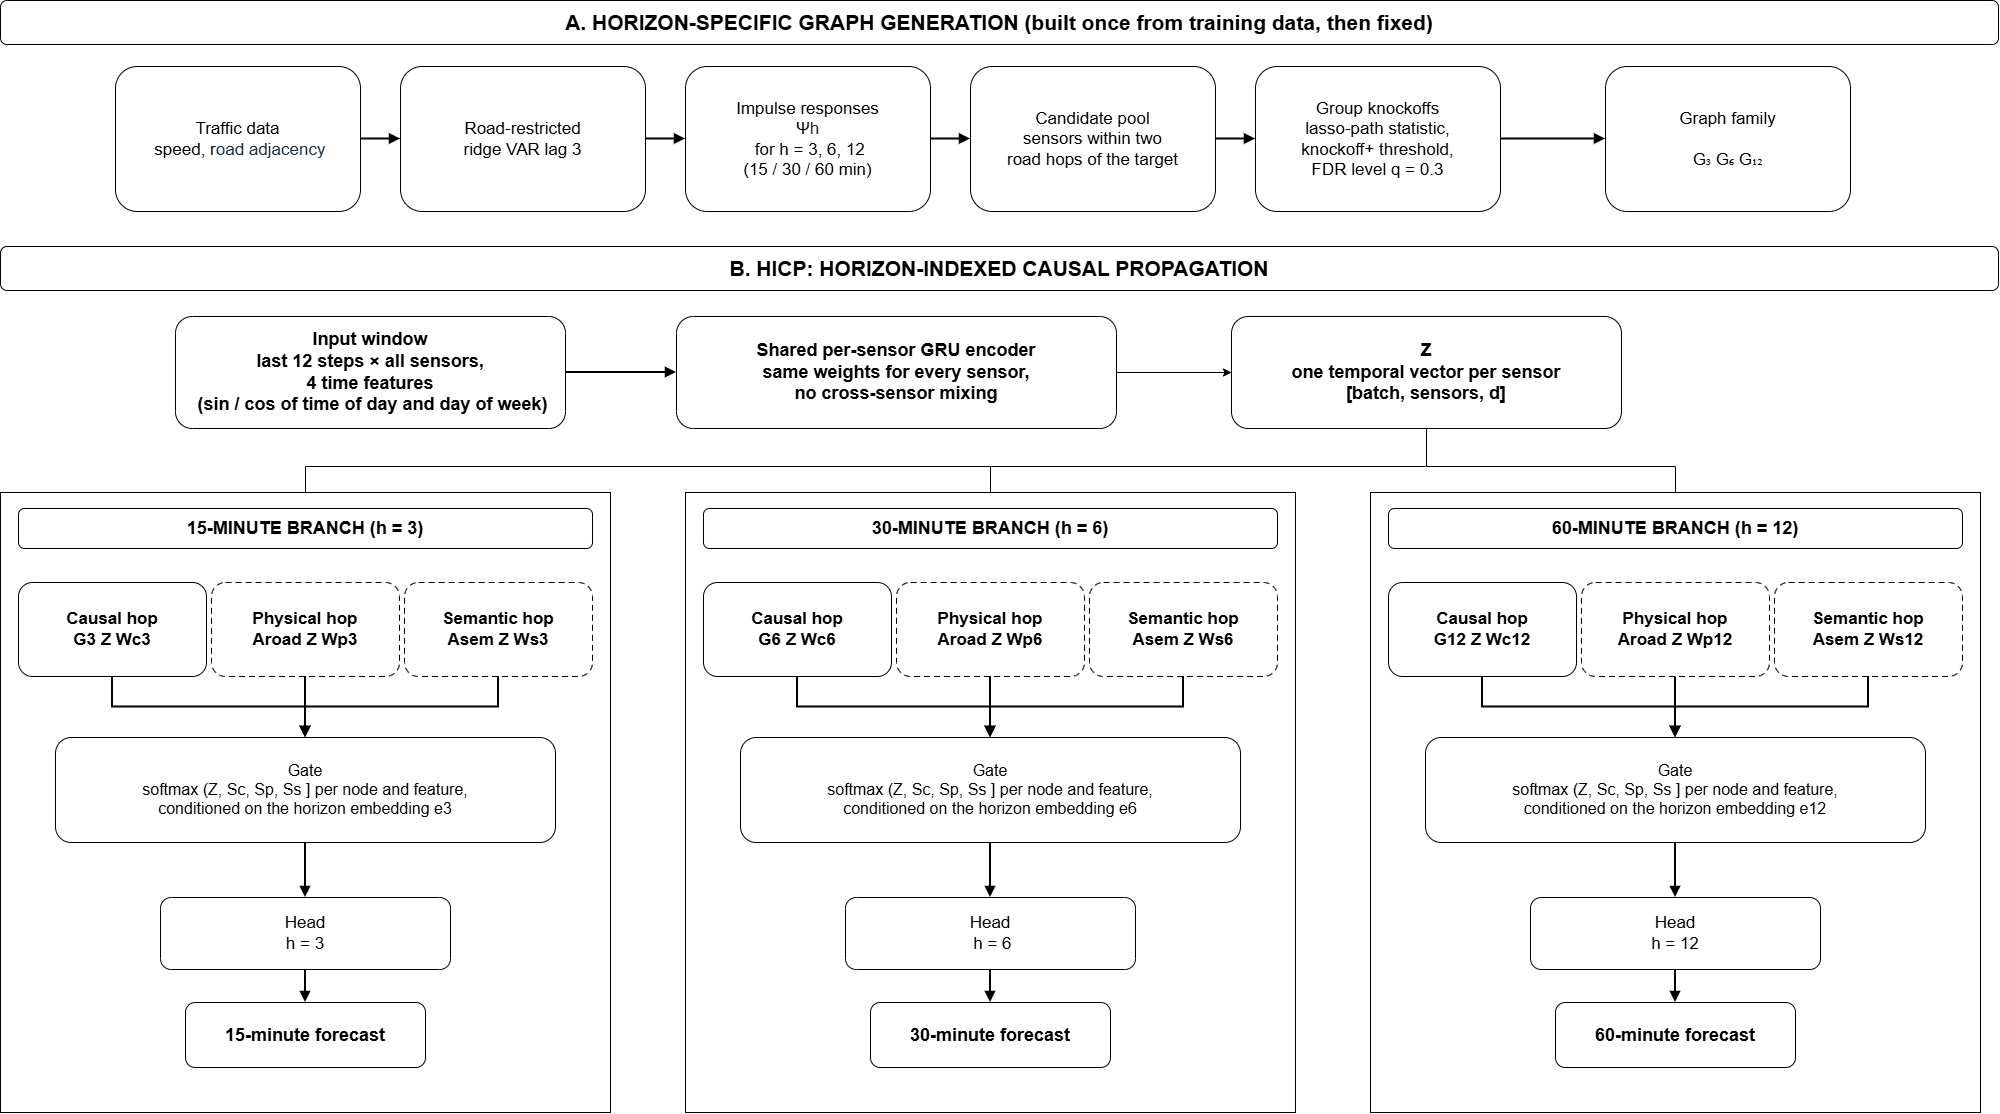 A. HORIZON-SPECIFIC GRAPH GENERATION (built once from training data, then fixed)
Traffic data
speed, road adjacency
Road-restricted
ridge VAR lag 3
Impulse responses
Ψh
for h = 3, 6, 12
(15 / 30 / 60 min)
Candidate pool
sensors within two
road hops of the target
Group knockoffs
lasso-path statistic,
knockoff+ threshold,
FDR level q = 0.3
Graph family
G₃ G₆ G₁₂
B. HICP: HORIZON-INDEXED CAUSAL PROPAGATION
Input window
last 12 steps × all sensors,
4 time features
(sin / cos of time of day and day of week)
Shared per-sensor GRU encoder
same weights for every sensor,
no cross-sensor mixing
Z
one temporal vector per sensor
[batch, sensors, d]
15-MINUTE BRANCH (h = 3)
Causal hop
G3 Z Wc3
Physical hop
Aroad Z Wp3
Semantic hop
Asem Z Ws3
Gate
softmax (Z, Sc, Sp, Ss ] per node and feature,
conditioned on the horizon embedding e3
Head
h = 3
15-minute forecast
30-MINUTE BRANCH (h = 6)
Causal hop
G6 Z Wc6
Physical hop
Aroad Z Wp6
Semantic hop
Asem Z Ws6
Gate
softmax (Z, Sc, Sp, Ss ] per node and feature,
conditioned on the horizon embedding e6
Head
h = 6
30-minute forecast
60-MINUTE BRANCH (h = 12)
Causal hop
G12 Z Wc12
Physical hop
Aroad Z Wp12
Semantic hop
Asem Z Ws12
Gate
softmax (Z, Sc, Sp, Ss ] per node and feature,
conditioned on the horizon embedding e12
Head
h = 12
60-minute forecast